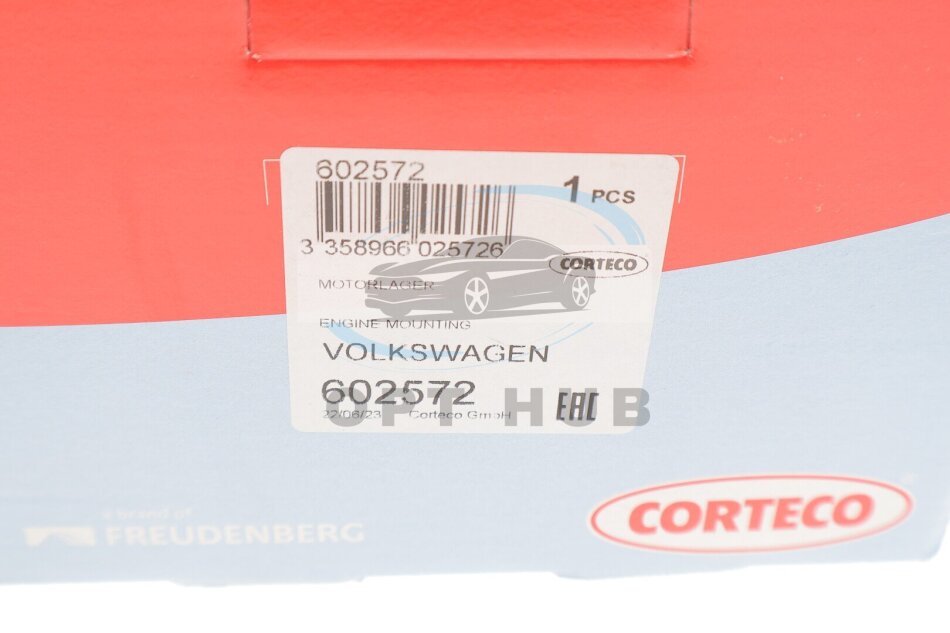 602572
1 PCS
3 358966 025726
CORTECO
MOTORLAGER
ENGINE MOUNTING
VOLKSWAGEN
602572
OPT HUB
EAC
22/06/23 Corteco GmbH
a brand of
FREUDENBERG
CORTECO